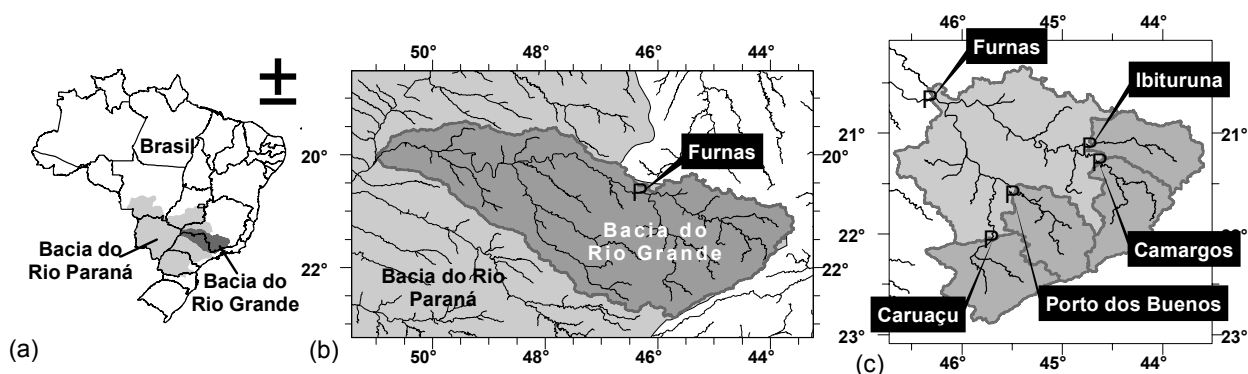 ±
Brasil
Bacia do
Rio Paraná
Bacia do
Rio Grande
(a)
50° 48° 46° 44°
20°
22°
Furnas
Bacia do
Rio Grande
Bacia do Rio
Paraná
20°
22°
50° 48° 46° 44°
(b)
46° 45° 44°
Furnas
Ibituruna
21°
22°
23°
P
P
P
P
P
P
Camargos
Porto dos Buenos
Caruaçu
21°
22°
23°
46° 45° 44°
(c)